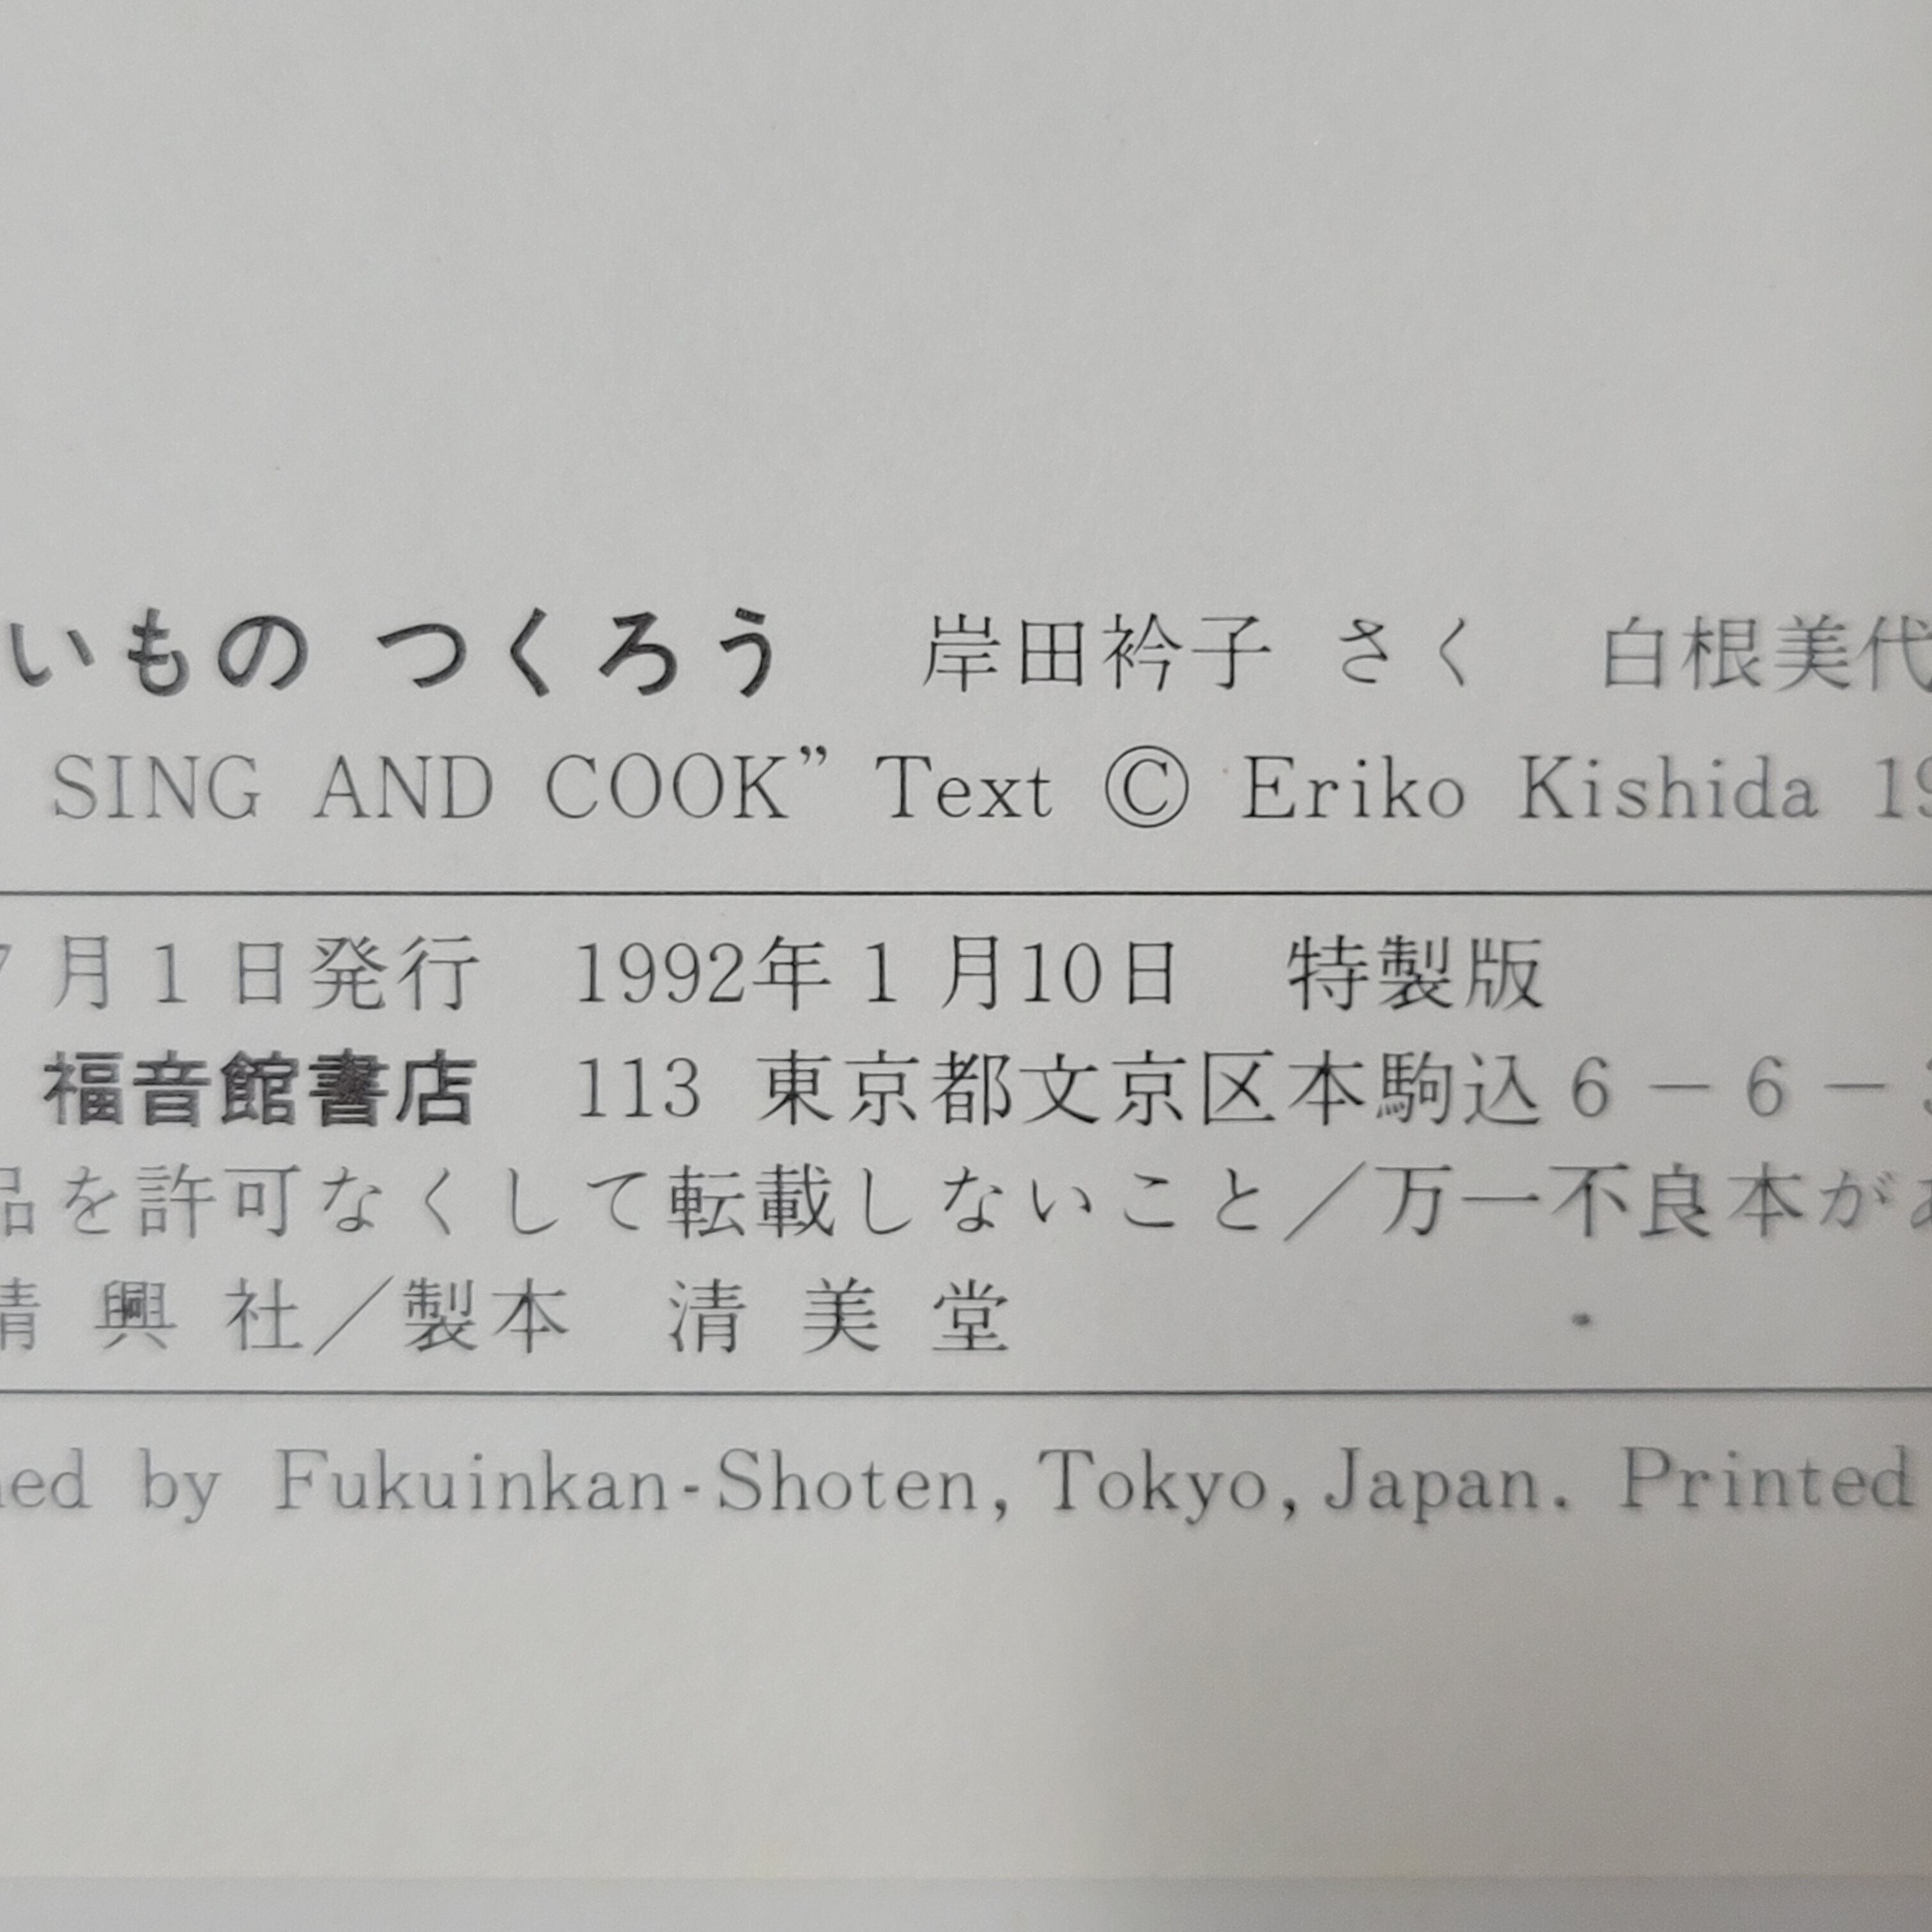 いもの つくろう 岸田衿子 さく 白根美代
SING AND COOK” Text © Eriko Kishida 19
7月1日発行 1992年1月10日 特製版
福音館書店 113 東京都文京区本駒込6－6－3
品を許可なくして転載しないこと／万一不良本があ
精興社／製本 清美堂
ed by Fukuinkan-Shoten, Tokyo, Japan. Printed